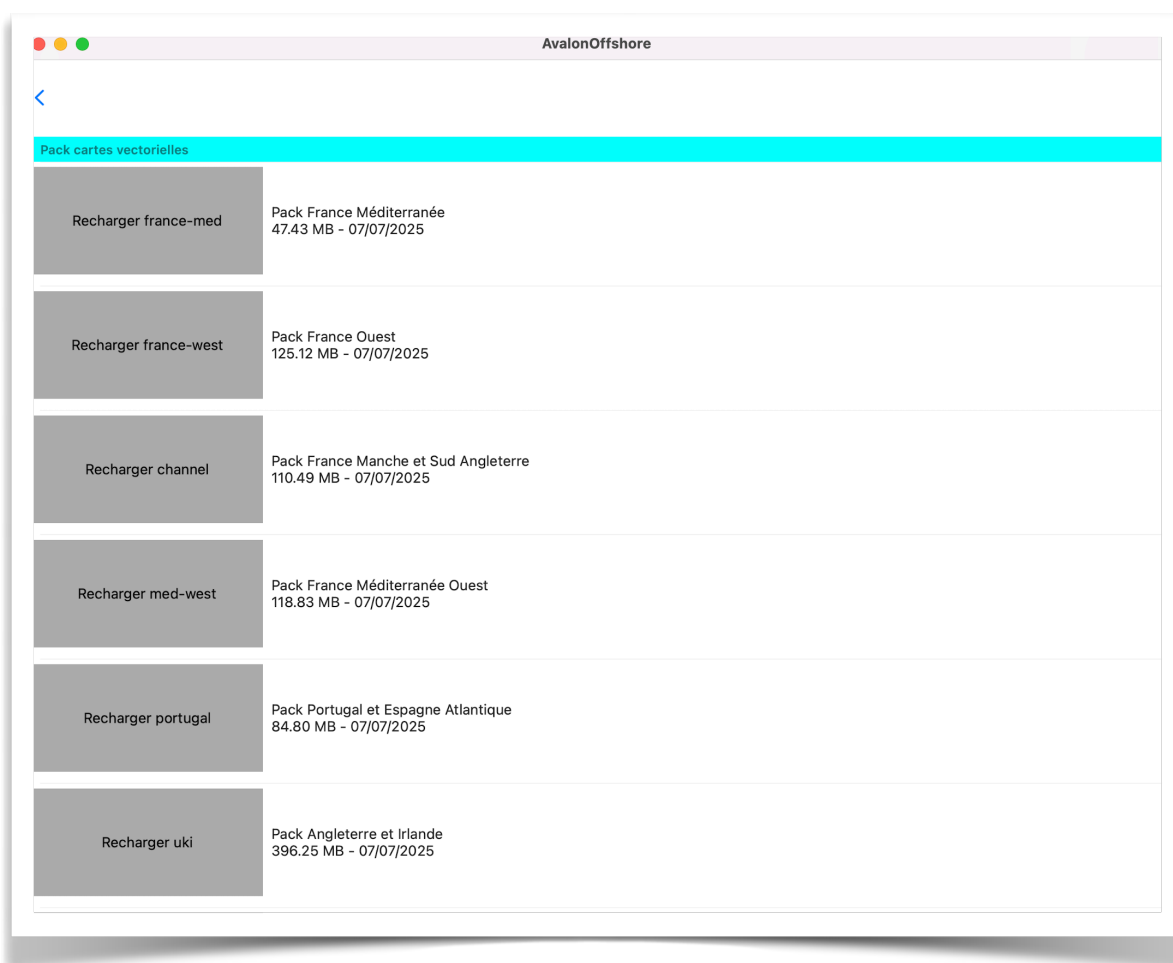 AvalonOffshore
Pack cartes vectorielles
Recharger france-med
Pack France Méditerranée
47.43 MB - 07/07/2025
Recharger france-west
Pack France Ouest
125.12 MB - 07/07/2025
Recharger channel
Pack France Manche et Sud Angleterre
110.49 MB - 07/07/2025
Recharger med-west
Pack France Méditerranée Ouest
118.83 MB - 07/07/2025
Recharger portugal
Pack Portugal et Espagne Atlantique
84.80 MB - 07/07/2025
Recharger uki
Pack Angleterre et Irlande
396.25 MB - 07/07/2025